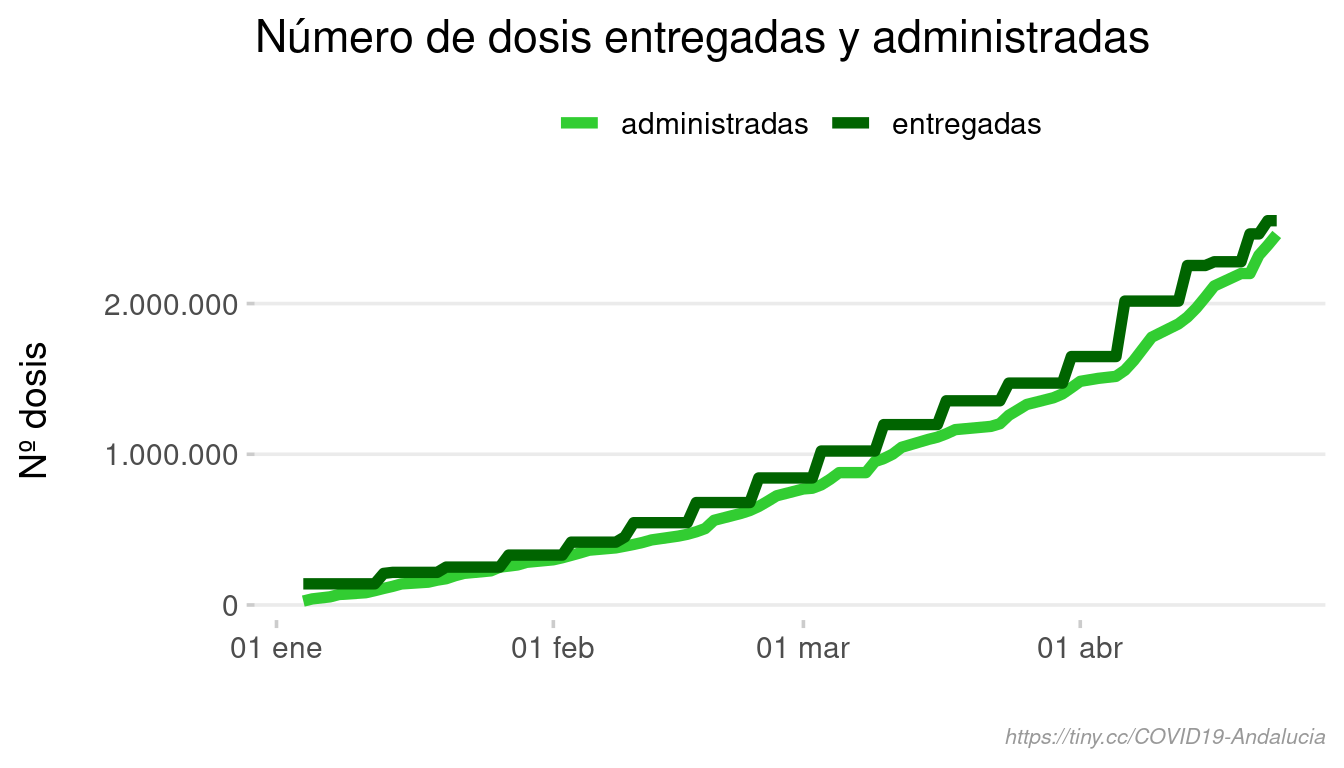 Número de dosis entregadas y administradas
administradas entregadas
Nº dosis
2.000.000
1.000.000
0
01 ene 01 feb 01 mar 01 abr
https://tiny.cc/COVID19-Andalucia